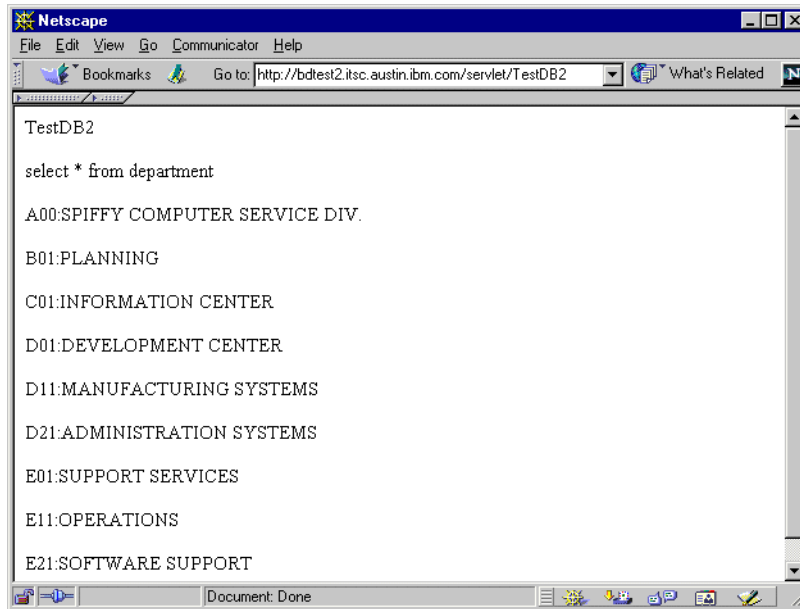 Netscape
File Edit View Go Communicator Help
Bookmarks Go to: http://bdtest2.itsc.austin.ibm.com/servlet/TestDB2 What's Related N
TestDB2
select * from department
A00:SPIFFY COMPUTER SERVICE DIV.
B01:PLANNING
C01:INFORMATION CENTER
D01:DEVELOPMENT CENTER
D11:MANUFACTURING SYSTEMS
D21:ADMINISTRATION SYSTEMS
E01:SUPPORT SERVICES
E11:OPERATIONS
E21:SOFTWARE SUPPORT
Document: Done